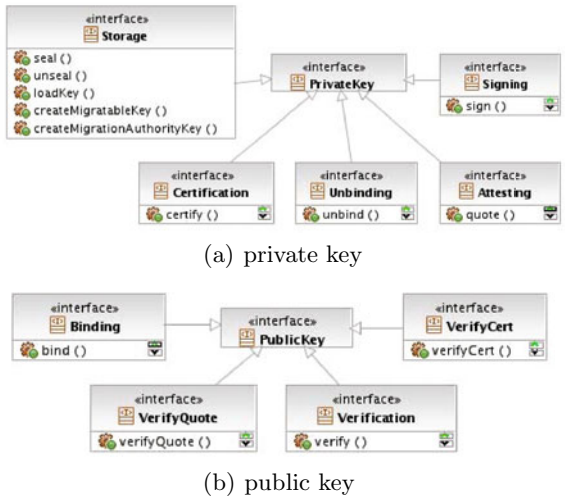 «interface»
Storage
seal ()
unseal ()
loadKey ()
createMigratableKey ()
createMigrationAuthorityKey ()
«interface»
PrivateKey
«interface»
Signing
sign ()
«interface»
Certification
certify ()
«interface»
Unbinding
unbind ()
«interface»
Attesting
quote ()
(a) private key
«interface»
Binding
bind ()
«interface»
PublicKey
«interface»
VerifyCert
verifyCert ()
«interface»
VerifyQuote
verifyQuote ()
«interface»
Verification
verify ()
(b) public key